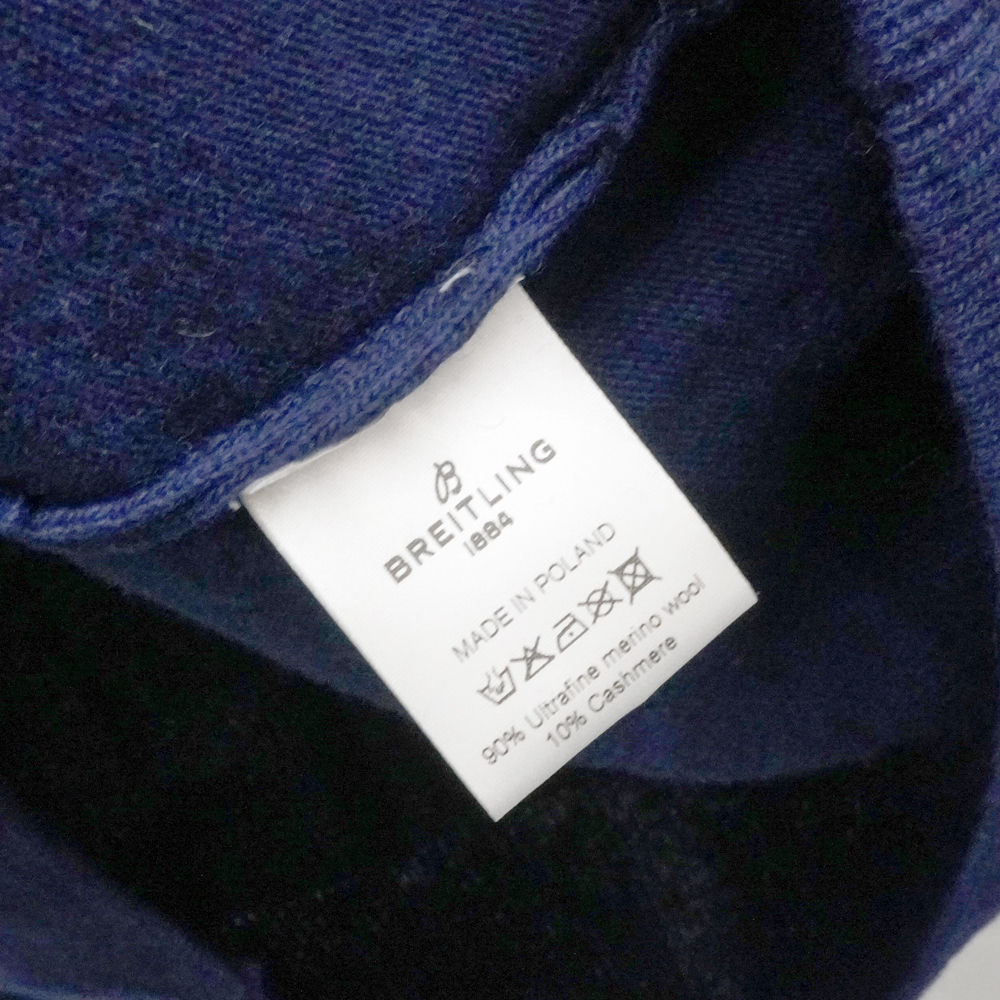 B
BREITLING
1884
MADE IN POLAND
90% Ultrafine merino wool
10% Cashmere